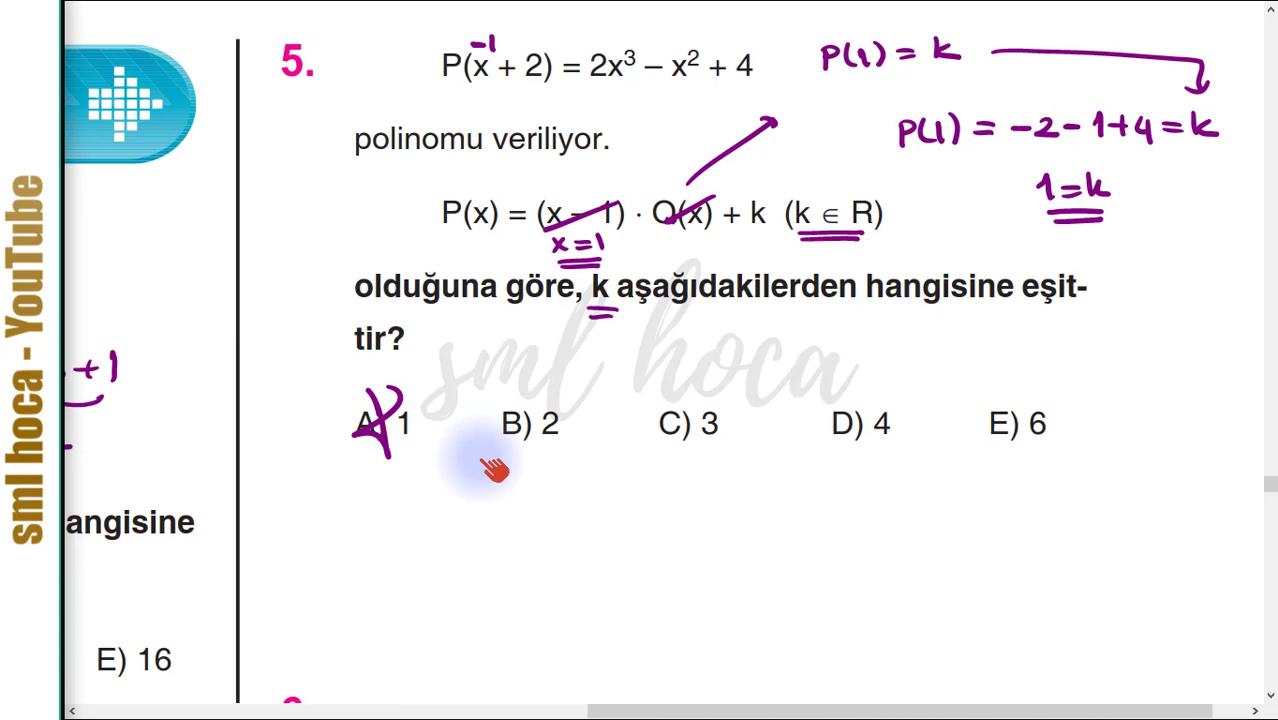 sml hoca - YouTube
+1
angisine
E) 16
5.
P(x + 2) = 2x³ – x² + 4
-1
P(1) = k
polinomu veriliyor.
P(1) = -2-1+4=k
1=k
P(x) = (x – 1) · Q(x) + k (k ∈ R)
x=1
olduğuna göre, k aşağıdakilerden hangisine eşit-
tir?
sml hoca
A) 1 B) 2 C) 3 D) 4 E) 6